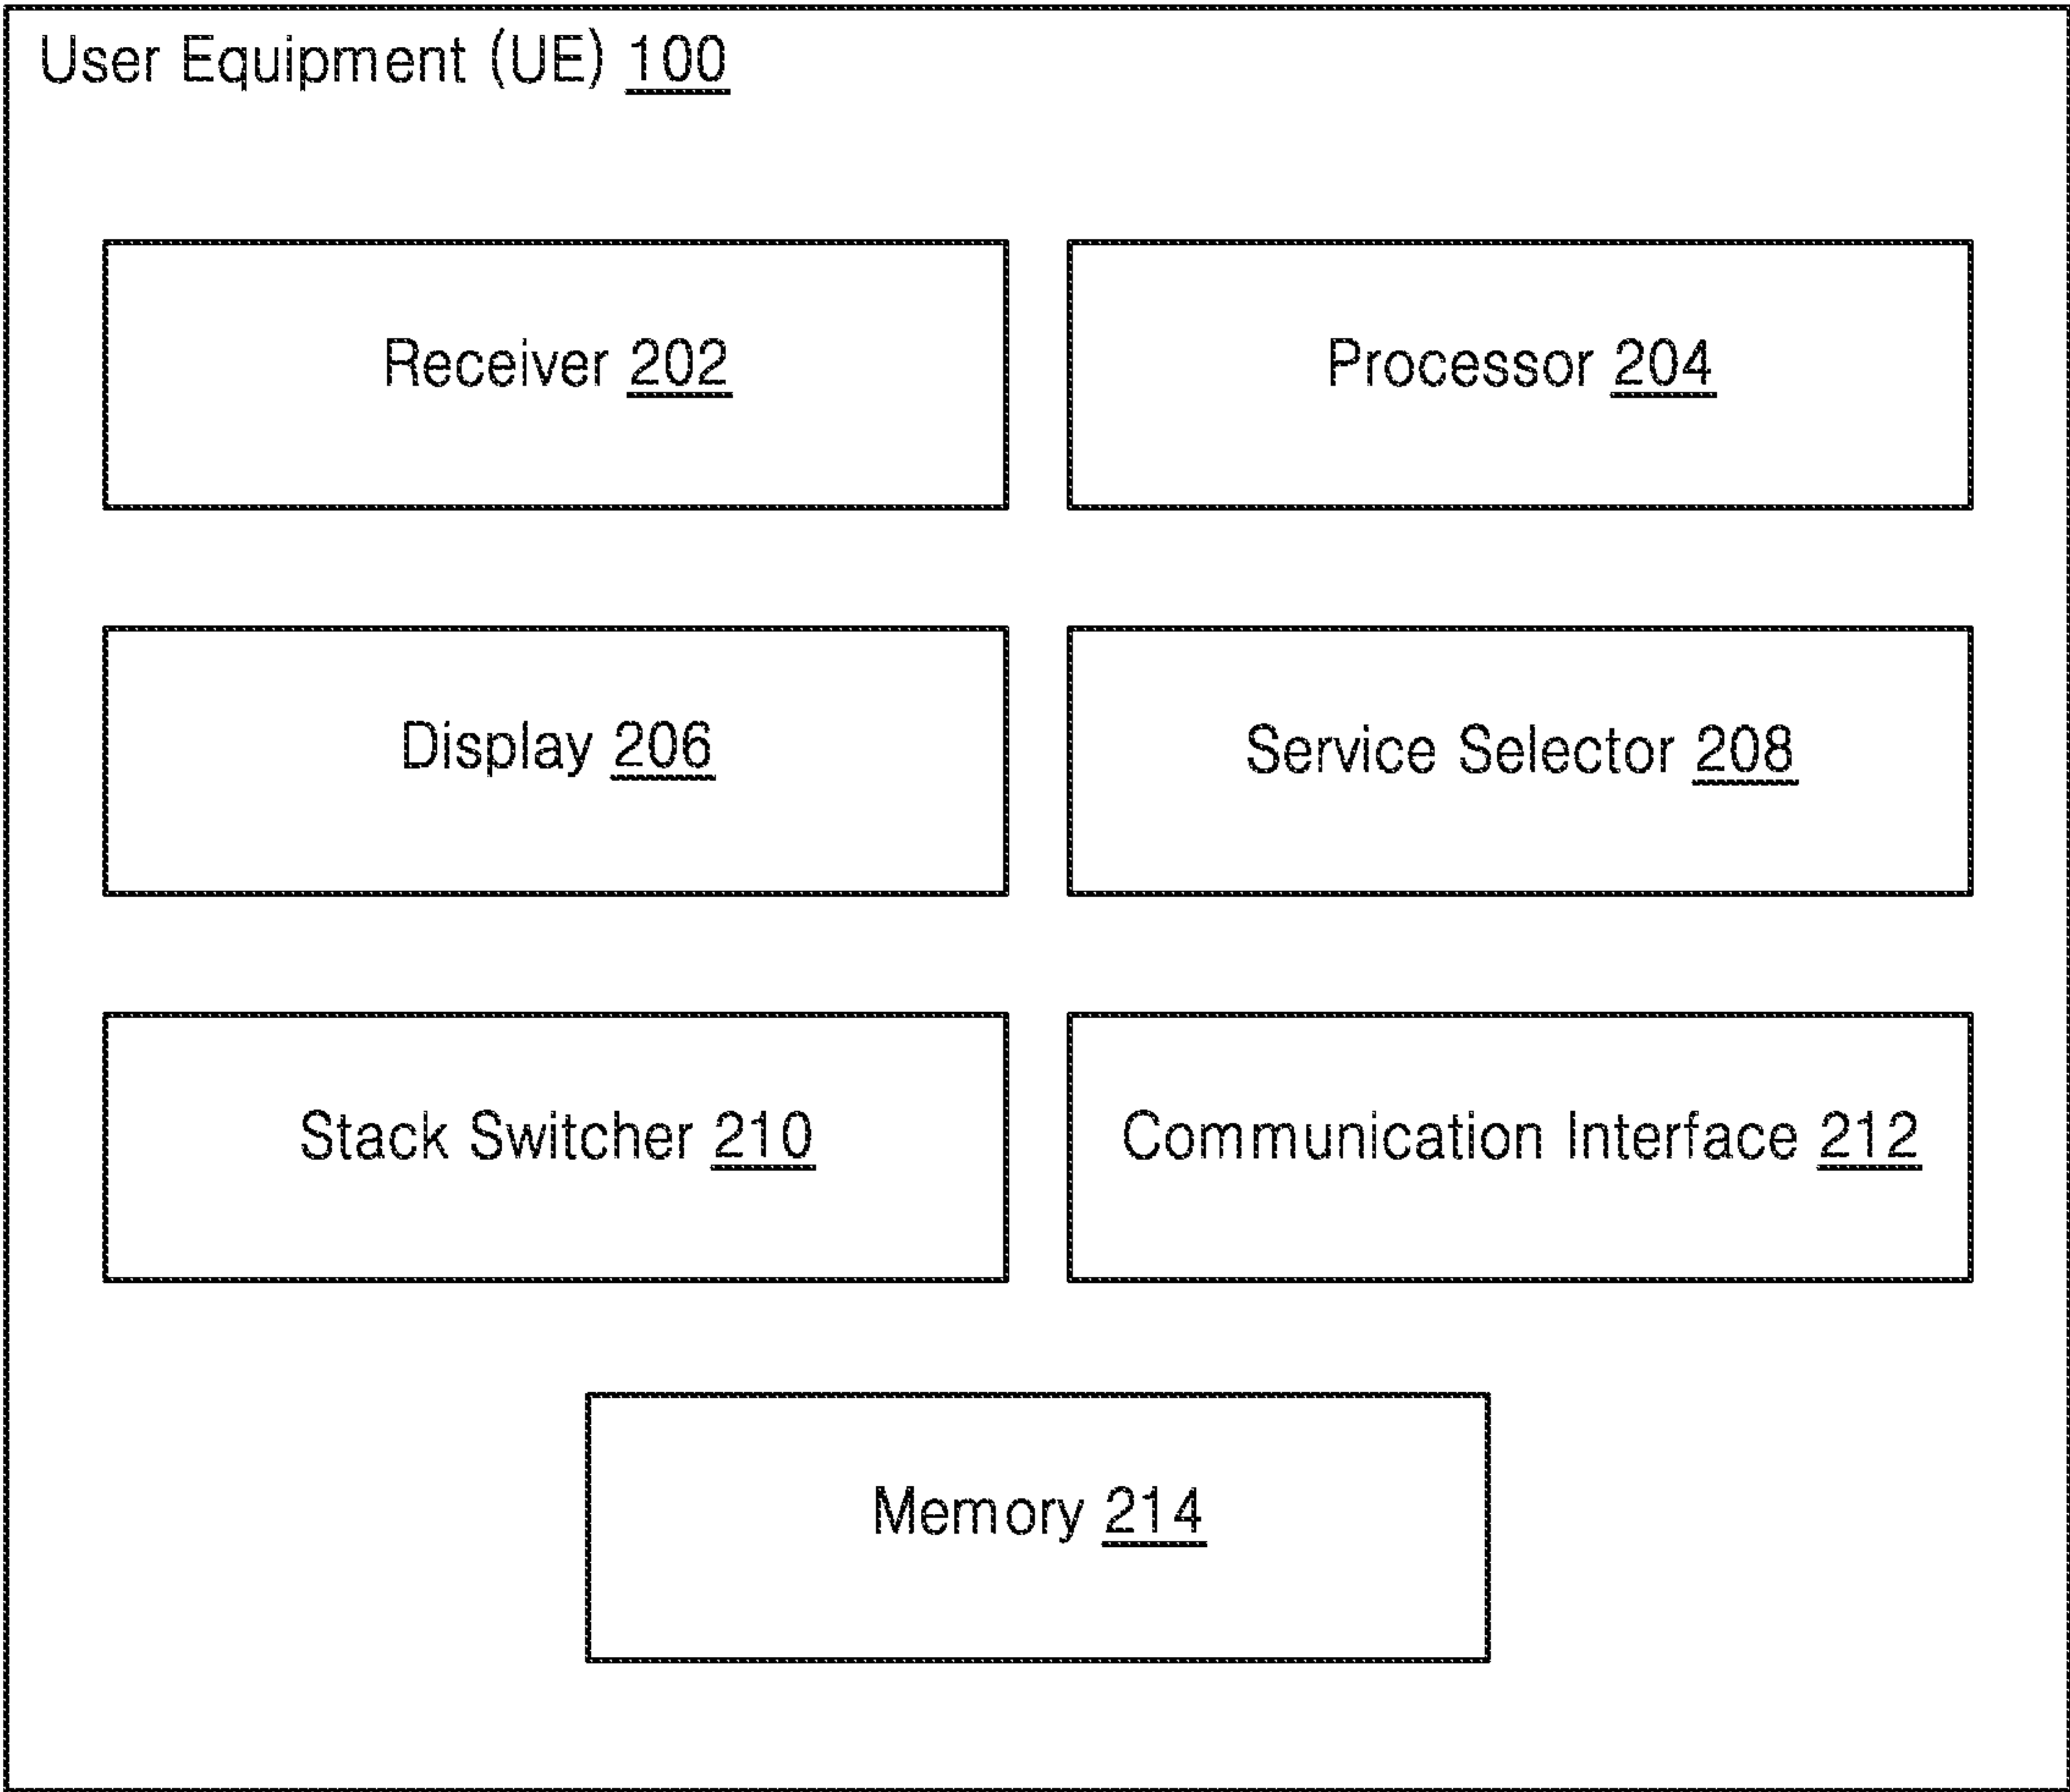 User Equipment (UE) 100
Receiver 202
Processor 204
Display 206
Service Selector 208
Stack Switcher 210
Communication Interface 212
Memory 214